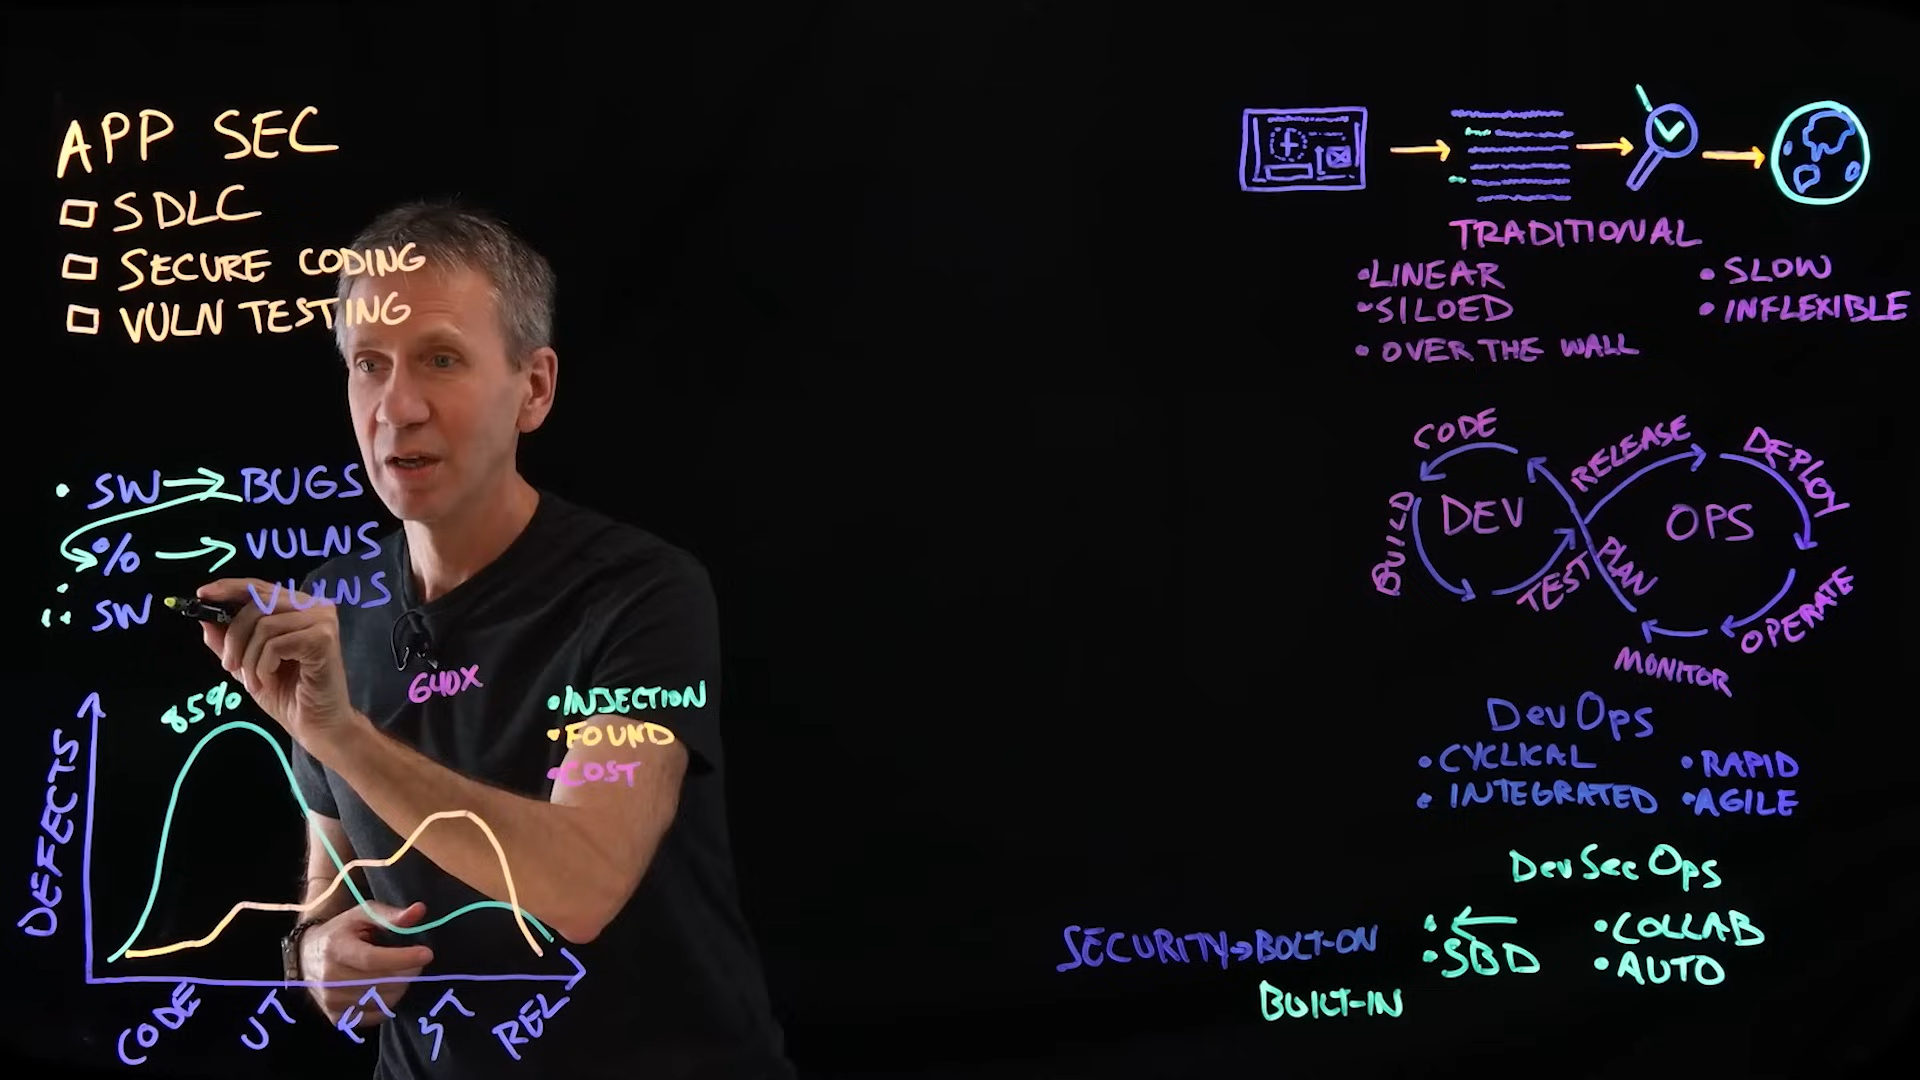 APP SEC
□ SDLC
□ SECURE CODING
□ VULN TESTING
• SW → BUGS
% → VULNS
∴ SW VULNS
DEFECTS
85%
640X
• INJECTION
• FOUND
• COST
CODE UT FT ST REL
TRADITIONAL
• LINEAR
• SILOED
• OVER THE WALL
• SLOW
• INFLEXIBLE
CODE
RELEASE
DEPLOY
BUILD
DEV
OPS
TEST
PLAN
OPERATE
MONITOR
DevOps
• CYCLICAL
• INTEGRATED
• RAPID
• AGILE
DevSecOps
• ←
• SBD
• COLLAB
• AUTO
SECURITY → BOLT-ON
BUILT-IN